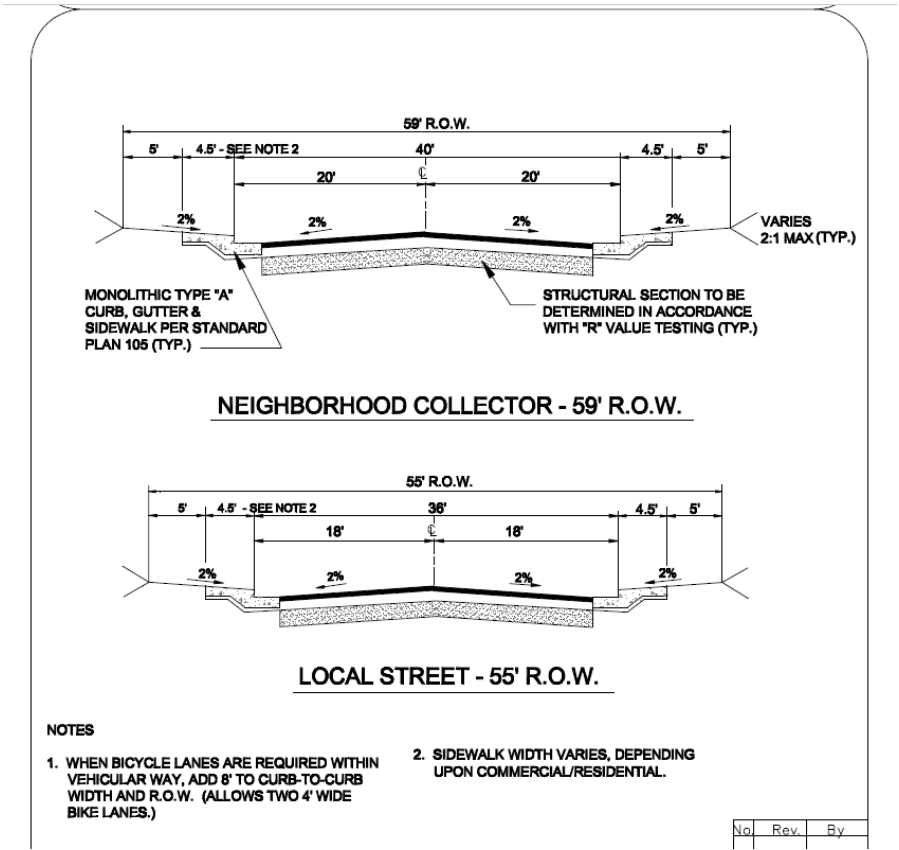 59' R.O.W.
5' 4.5' - SEE NOTE 2 40' 4.5' 5'
20' ℄ 20'
2% 2% 2% 2%
VARIES
2:1 MAX (TYP.)
MONOLITHIC TYPE "A"
CURB, GUTTER &
SIDEWALK PER STANDARD
PLAN 105 (TYP.)
STRUCTURAL SECTION TO BE
DETERMINED IN ACCORDANCE
WITH "R" VALUE TESTING (TYP.)
NEIGHBORHOOD COLLECTOR - 59' R.O.W.
55' R.O.W.
5' 4.5' - SEE NOTE 2 36' 4.5' 5'
18' ℄ 18'
2% 2% 2% 2%
LOCAL STREET - 55' R.O.W.
NOTES
1. WHEN BICYCLE LANES ARE REQUIRED WITHIN
VEHICULAR WAY, ADD 8' TO CURB-TO-CURB
WIDTH AND R.O.W. (ALLOWS TWO 4' WIDE
BIKE LANES.)
2. SIDEWALK WIDTH VARIES, DEPENDING
UPON COMMERCIAL/RESIDENTIAL.
No. Rev. By